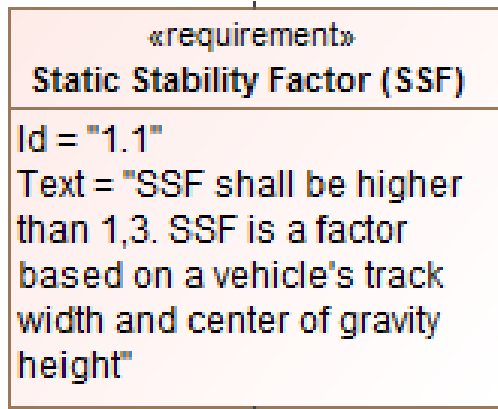 «requirement»
Static Stability Factor (SSF)
Id = "1.1"
Text = "SSF shall be higher
than 1,3. SSF is a factor
based on a vehicle's track
width and center of gravity
height"